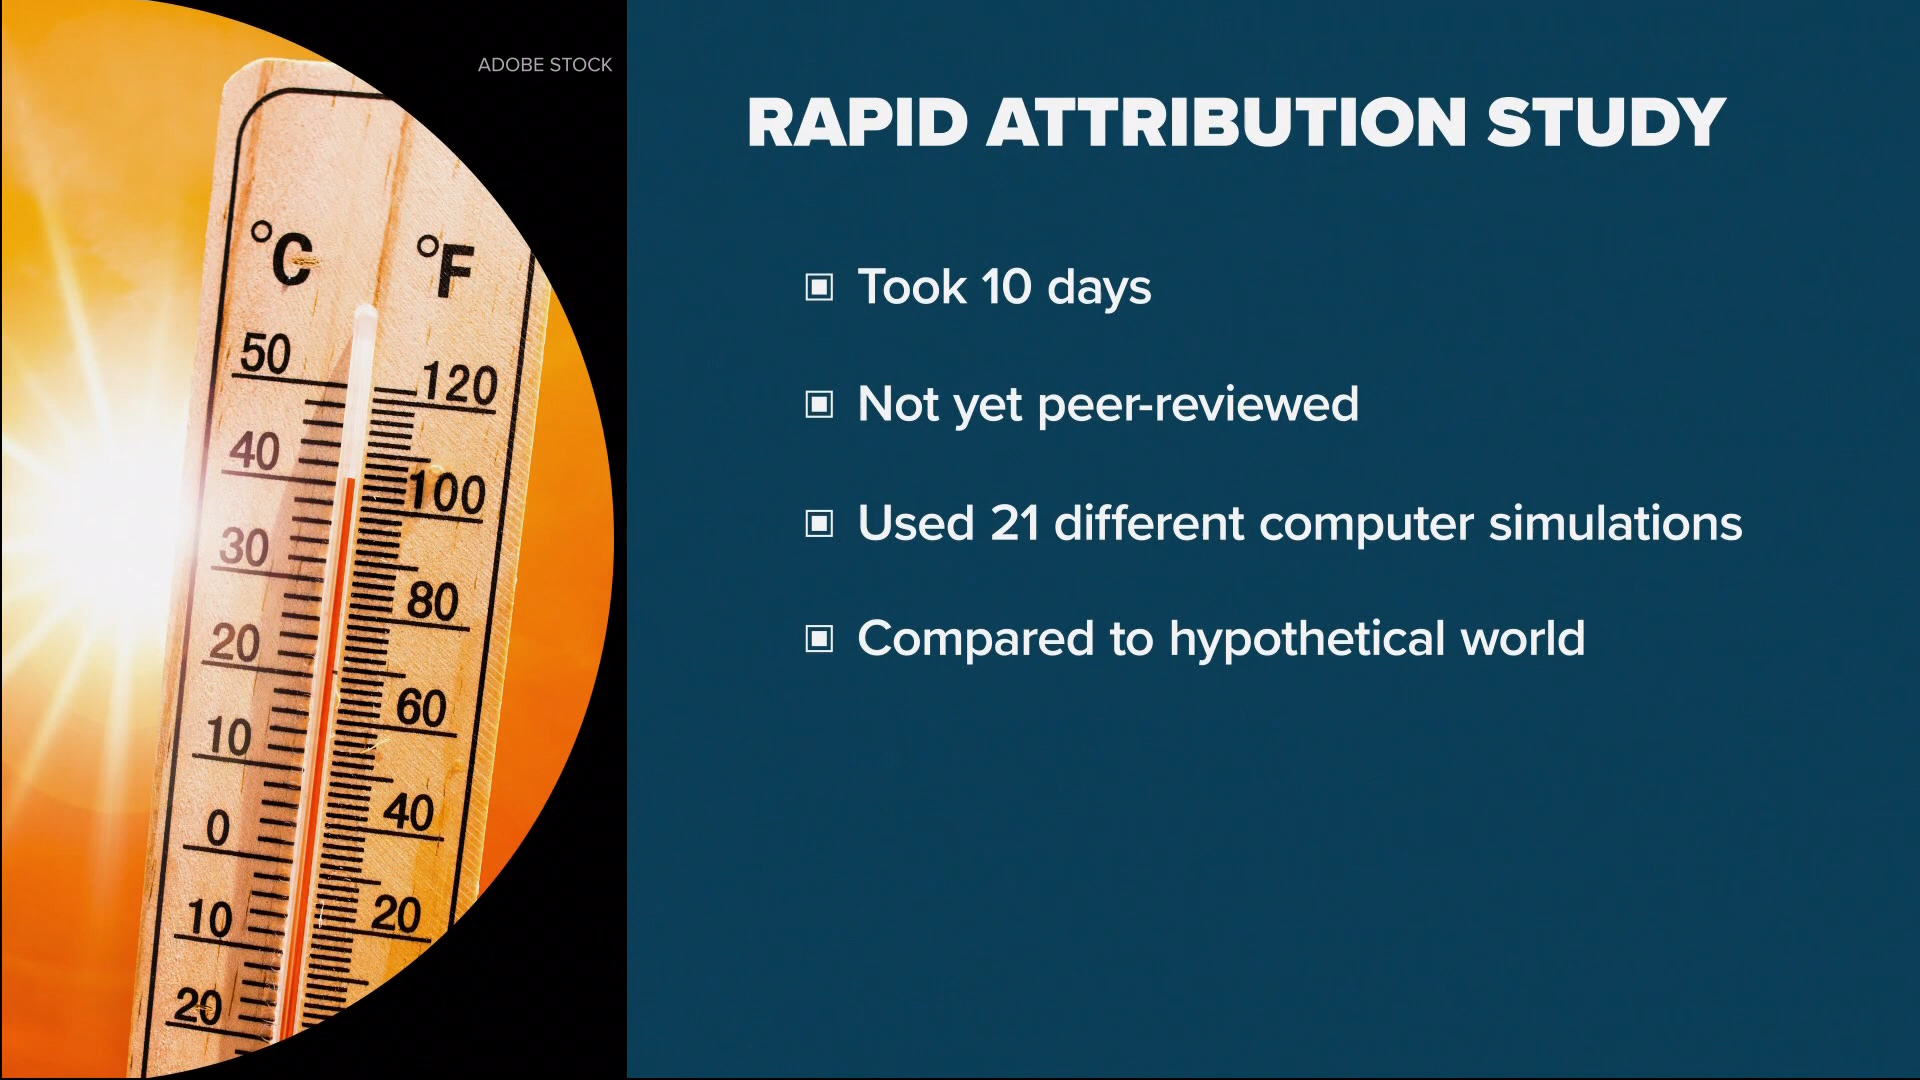 ADOBE STOCK
RAPID ATTRIBUTION STUDY
Took 10 days
Not yet peer-reviewed
Used 21 different computer simulations
Compared to hypothetical world
°C °F
50 120
40 100
30 80
20 60
10 40
0 20
10
20